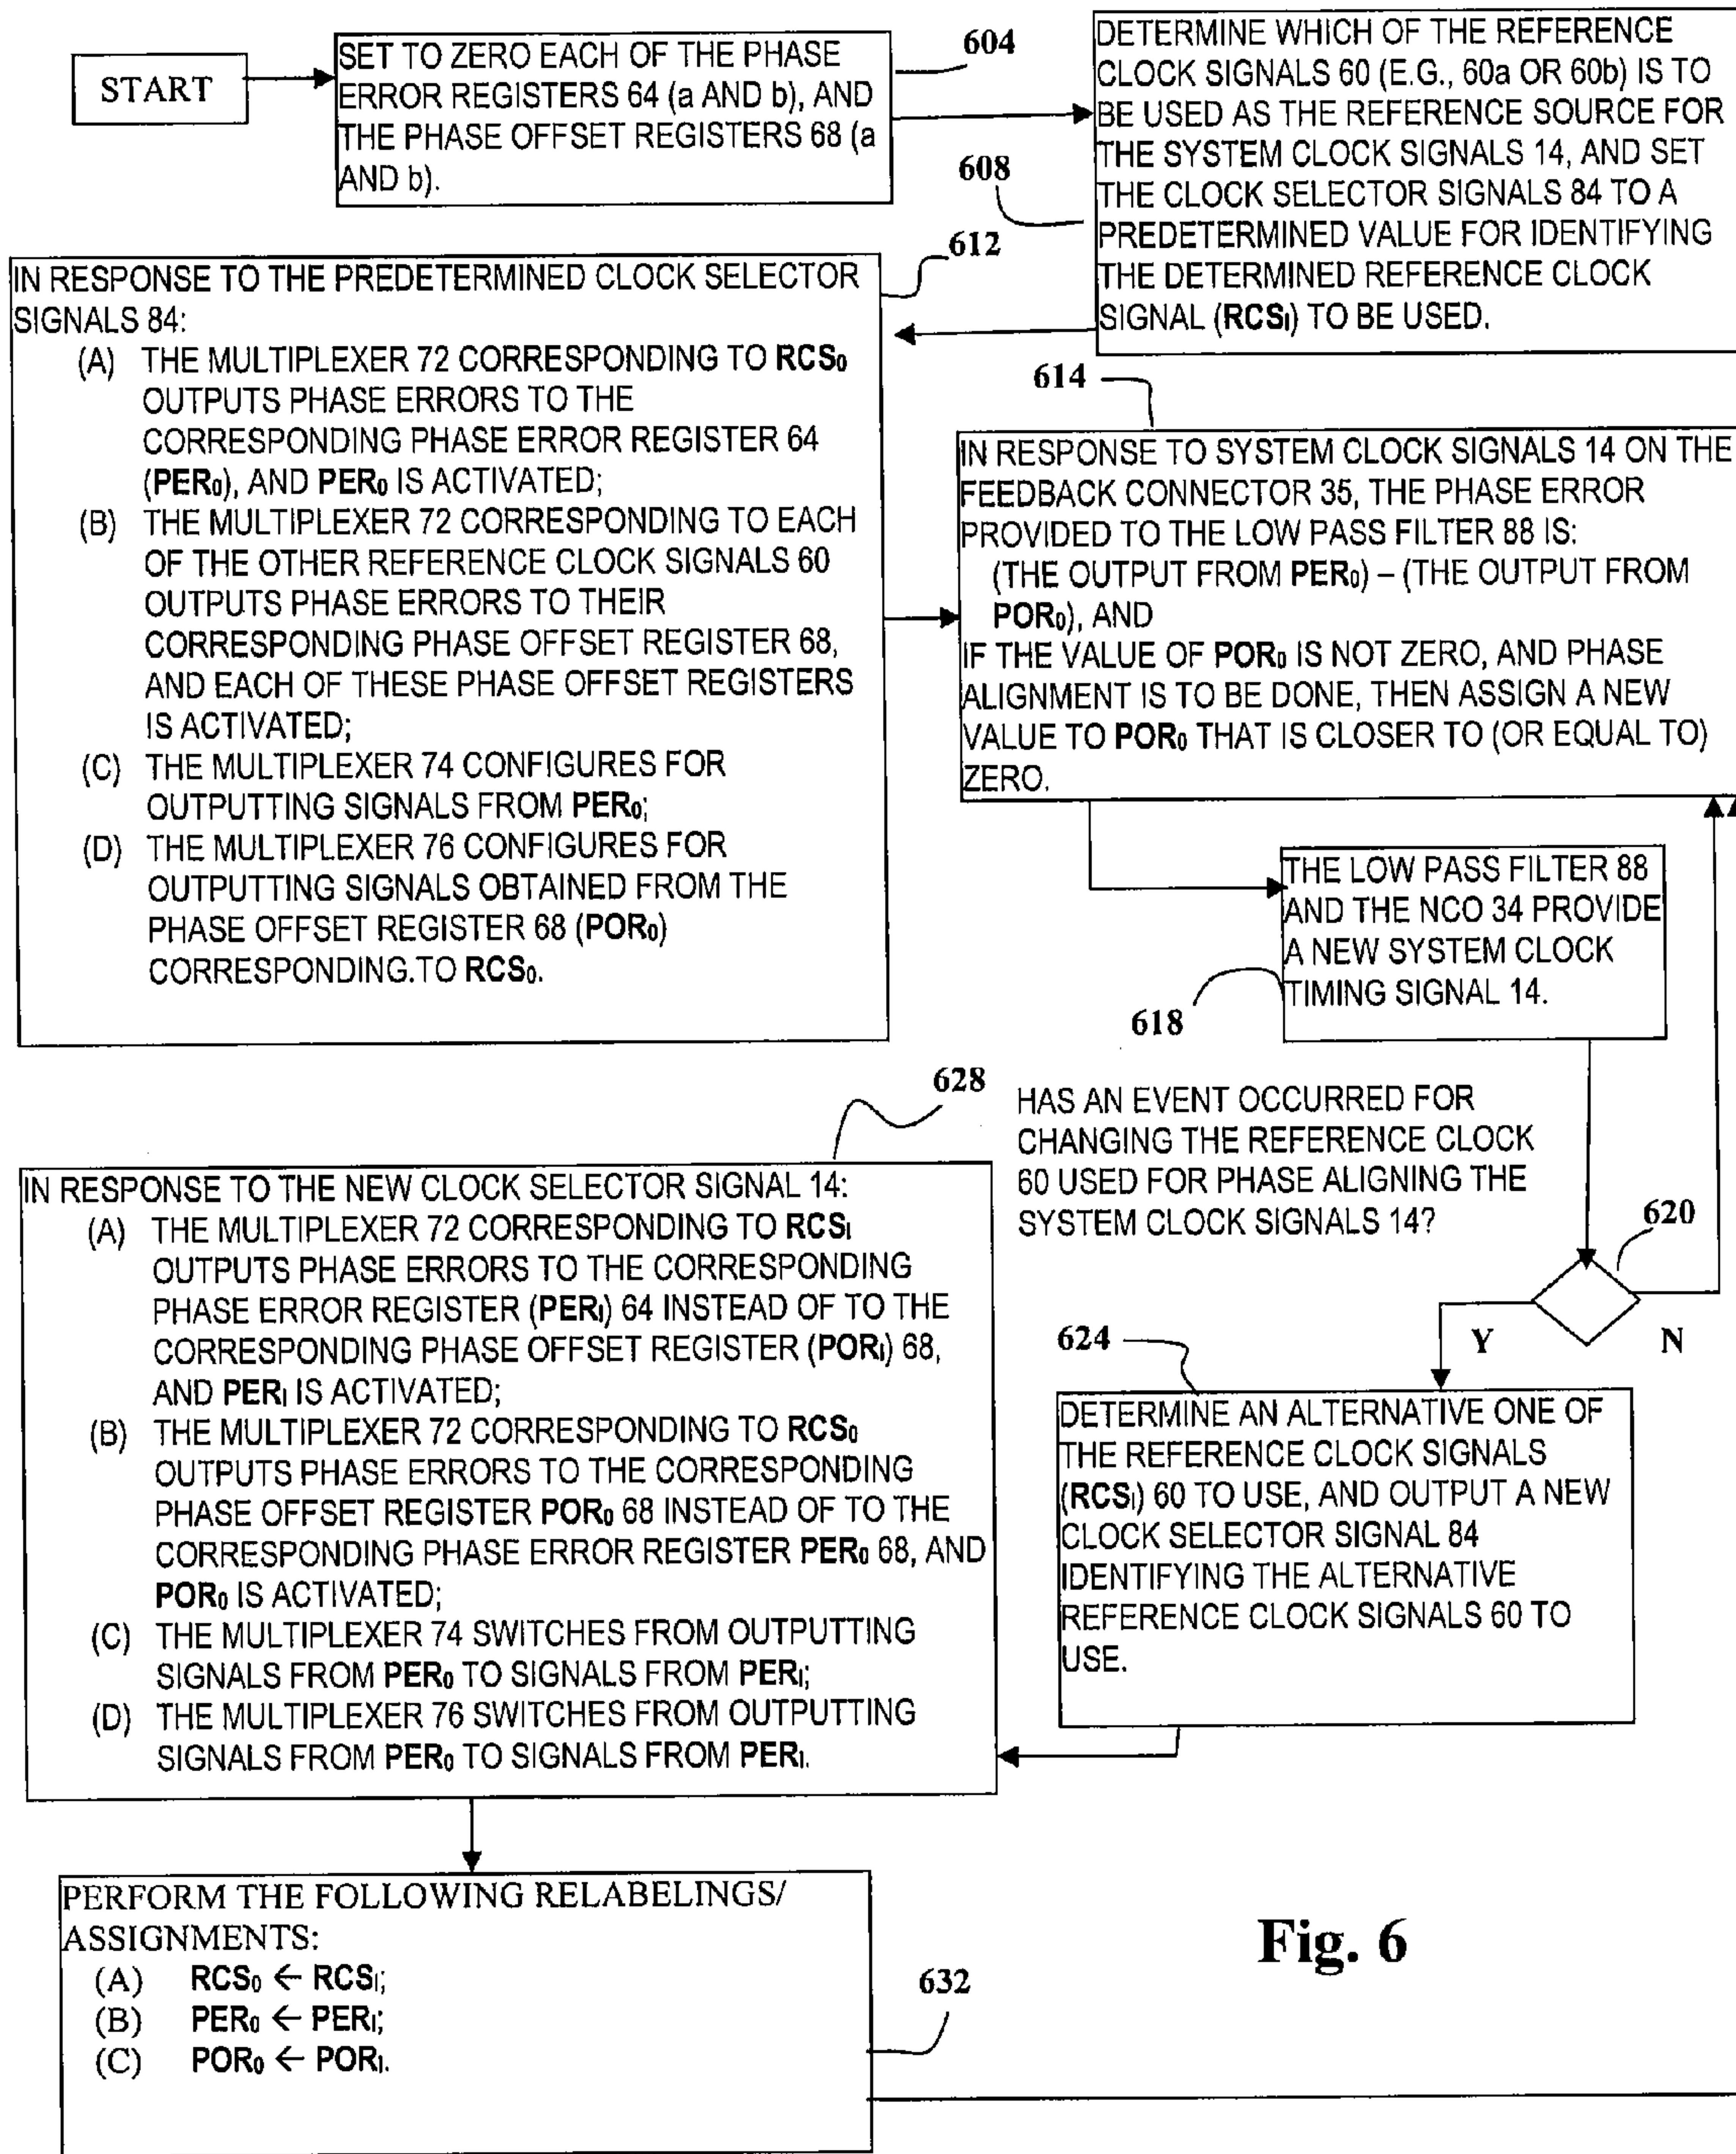 START
SET TO ZERO EACH OF THE PHASE
ERROR REGISTERS 64 (a AND b), AND
THE PHASE OFFSET REGISTERS 68 (a
AND b).
604
DETERMINE WHICH OF THE REFERENCE
CLOCK SIGNALS 60 (E.G., 60a OR 60b) IS TO
BE USED AS THE REFERENCE SOURCE FOR
THE SYSTEM CLOCK SIGNALS 14, AND SET
THE CLOCK SELECTOR SIGNALS 84 TO A
PREDETERMINED VALUE FOR IDENTIFYING
THE DETERMINED REFERENCE CLOCK
SIGNAL (RCSI) TO BE USED.
608
612
IN RESPONSE TO THE PREDETERMINED CLOCK SELECTOR
SIGNALS 84:
(A) THE MULTIPLEXER 72 CORRESPONDING TO RCS0
OUTPUTS PHASE ERRORS TO THE
CORRESPONDING PHASE ERROR REGISTER 64
(PER0), AND PER0 IS ACTIVATED;
(B) THE MULTIPLEXER 72 CORRESPONDING TO EACH
OF THE OTHER REFERENCE CLOCK SIGNALS 60
OUTPUTS PHASE ERRORS TO THEIR
CORRESPONDING PHASE OFFSET REGISTER 68,
AND EACH OF THESE PHASE OFFSET REGISTERS
IS ACTIVATED;
(C) THE MULTIPLEXER 74 CONFIGURES FOR
OUTPUTTING SIGNALS FROM PER0;
(D) THE MULTIPLEXER 76 CONFIGURES FOR
OUTPUTTING SIGNALS OBTAINED FROM THE
PHASE OFFSET REGISTER 68 (POR0)
CORRESPONDING.TO RCS0.
614
IN RESPONSE TO SYSTEM CLOCK SIGNALS 14 ON THE
FEEDBACK CONNECTOR 35, THE PHASE ERROR
PROVIDED TO THE LOW PASS FILTER 88 IS:
(THE OUTPUT FROM PER0) – (THE OUTPUT FROM
POR0), AND
IF THE VALUE OF POR0 IS NOT ZERO, AND PHASE
ALIGNMENT IS TO BE DONE, THEN ASSIGN A NEW
VALUE TO POR0 THAT IS CLOSER TO (OR EQUAL TO)
ZERO.
THE LOW PASS FILTER 88
AND THE NCO 34 PROVIDE
A NEW SYSTEM CLOCK
TIMING SIGNAL 14.
618
HAS AN EVENT OCCURRED FOR
CHANGING THE REFERENCE CLOCK
60 USED FOR PHASE ALIGNING THE
SYSTEM CLOCK SIGNALS 14?
620
Y
N
624
DETERMINE AN ALTERNATIVE ONE OF
THE REFERENCE CLOCK SIGNALS
(RCSI) 60 TO USE, AND OUTPUT A NEW
CLOCK SELECTOR SIGNAL 84
IDENTIFYING THE ALTERNATIVE
REFERENCE CLOCK SIGNALS 60 TO
USE.
628
IN RESPONSE TO THE NEW CLOCK SELECTOR SIGNAL 14:
(A) THE MULTIPLEXER 72 CORRESPONDING TO RCSI
OUTPUTS PHASE ERRORS TO THE CORRESPONDING
PHASE ERROR REGISTER (PERI) 64 INSTEAD OF TO THE
CORRESPONDING PHASE OFFSET REGISTER (PORI) 68,
AND PERI IS ACTIVATED;
(B) THE MULTIPLEXER 72 CORRESPONDING TO RCS0
OUTPUTS PHASE ERRORS TO THE CORRESPONDING
PHASE OFFSET REGISTER POR0 68 INSTEAD OF TO THE
CORRESPONDING PHASE ERROR REGISTER PER0 68, AND
POR0 IS ACTIVATED;
(C) THE MULTIPLEXER 74 SWITCHES FROM OUTPUTTING
SIGNALS FROM PER0 TO SIGNALS FROM PERI;
(D) THE MULTIPLEXER 76 SWITCHES FROM OUTPUTTING
SIGNALS FROM PER0 TO SIGNALS FROM PERI.
PERFORM THE FOLLOWING RELABELINGS/
ASSIGNMENTS:
(A) RCS0 ← RCSI;
(B) PER0 ← PERI;
(C) POR0 ← PORI.
632
Fig. 6